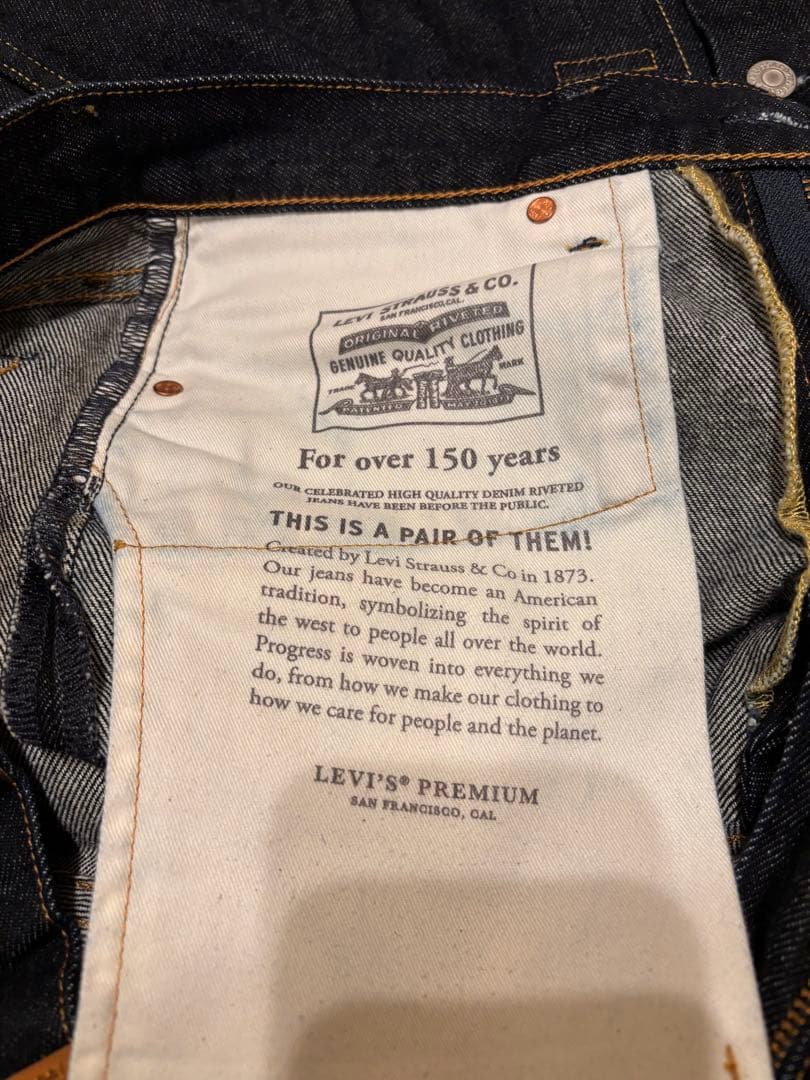 LEVI STRAUSS & CO.
SAN FRANCISCO, CAL.
ORIGINAL RIVETED
GENUINE QUALITY CLOTHING
TRADE MARK
PATENTED
For over 150 years
OUR CELEBRATED HIGH QUALITY DENIM RIVETED
JEANS HAVE BEEN BEFORE THE PUBLIC.
THIS IS A PAIR OF THEM!
Created by Levi Strauss & Co in 1873.
Our jeans have become an American
tradition, symbolizing the spirit of
the west to people all over the world.
Progress is woven into everything we
do, from how we make our clothing to
how we care for people and the planet.
LEVI'S® PREMIUM
SAN FRANCISCO, CAL